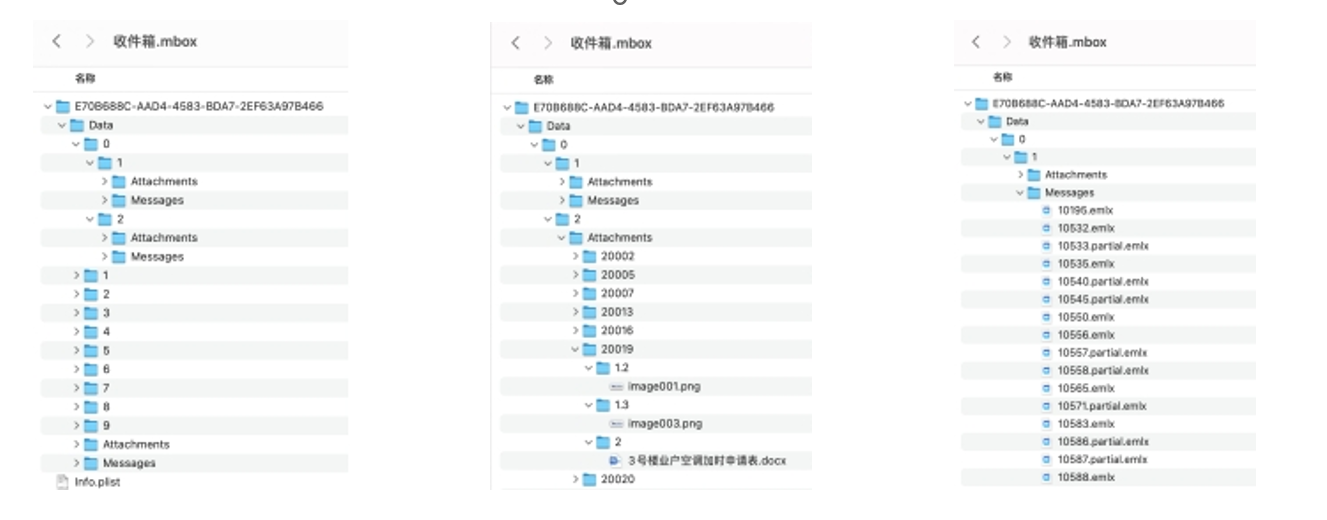 收件箱.mbox
名称
E70B688C-AAD4-4583-BDA7-2EF63A97B466
Data
0
1
Attachments
Messages
2
Attachments
Messages
1
2
3
4
5
6
7
8
9
Attachments
Messages
Info.plist
收件箱.mbox
名称
E70B688C-AAD4-4583-BDA7-2EF63A97B466
Data
0
1
Attachments
Messages
2
Attachments
20002
20005
20007
20013
20016
20019
1.2
image001.png
1.3
image003.png
2
3号楼业户空调加时申请表.docx
20020
收件箱.mbox
名称
E70B688C-AAD4-4583-BDA7-2EF63A97B466
Data
0
1
Attachments
Messages
10195.emlx
10532.emlx
10533.partial.emlx
10535.emlx
10540.partial.emlx
10545.partial.emlx
10550.emlx
10556.emlx
10557.partial.emlx
10558.partial.emlx
10565.emlx
10571.partial.emlx
10583.emlx
10586.partial.emlx
10587.partial.emlx
10588.emlx